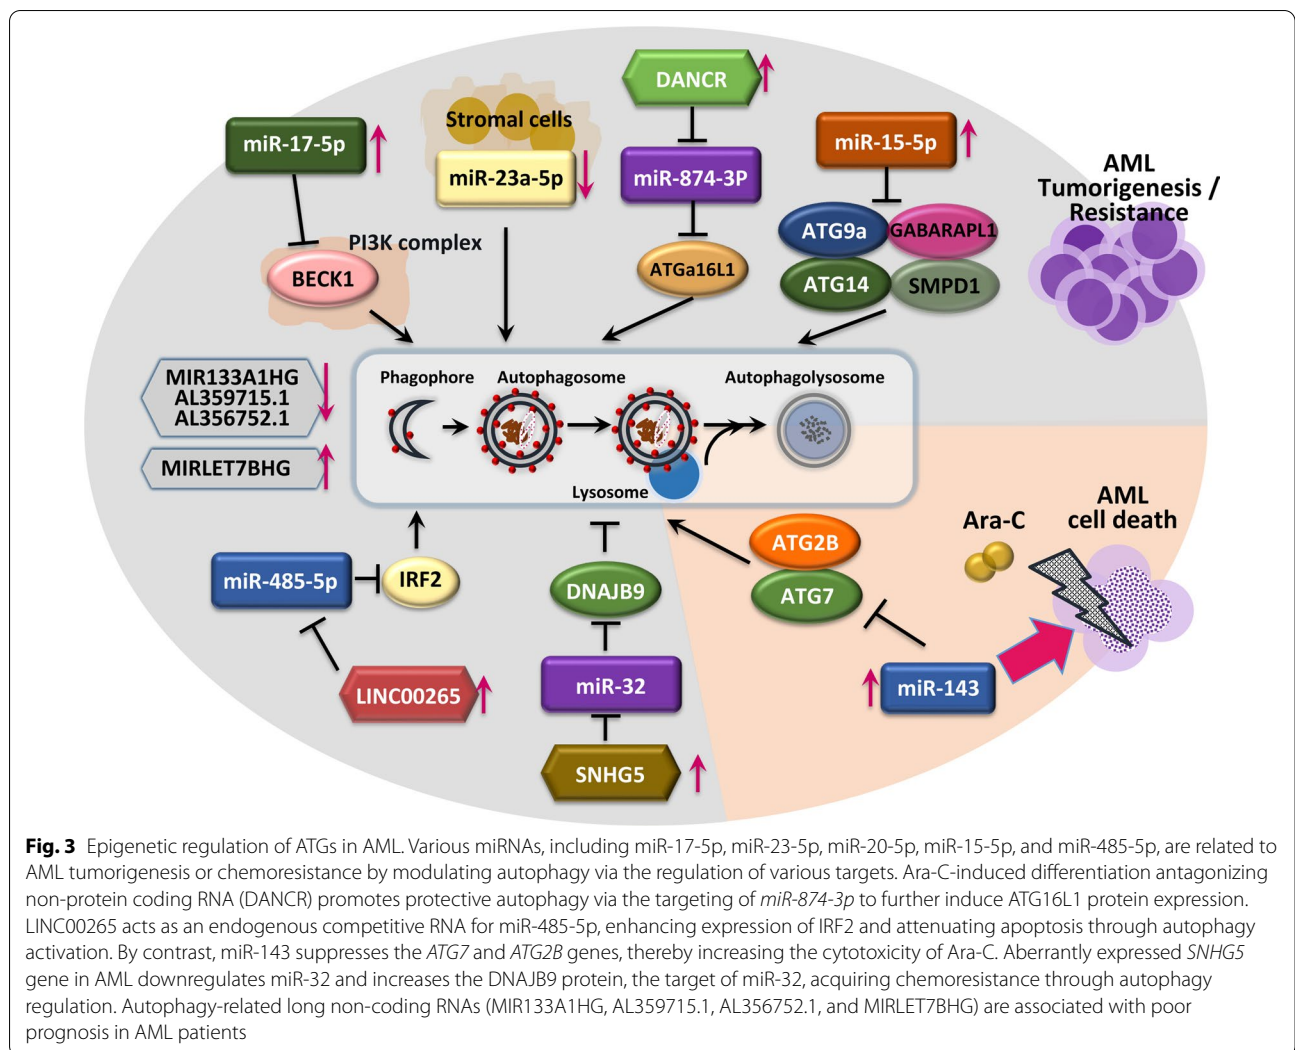 DANCR
Stromal cells
miR-17-5p
miR-15-5p
miR-23a-5p
miR-874-3P
AML
Tumorigenesis /
Resistance
PI3K complex
ATG9a
GABARAPL1
BECK1
ATGa16L1
ATG14
SMPD1
MIR133A1HG
AL359715.1
AL356752.1
Phagophore
Autophagosome
Autophagolysosome
MIRLET7BHG
Lysosome
AML
cell death
Ara-C
ATG2B
miR-485-5p
IRF2
DNAJB9
ATG7
LINC00265
miR-32
miR-143
SNHG5
Fig. 3 Epigenetic regulation of ATGs in AML. Various miRNAs, including miR-17-5p, miR-23-5p, miR-20-5p, miR-15-5p, and miR-485-5p, are related to
AML tumorigenesis or chemoresistance by modulating autophagy via the regulation of various targets. Ara-C-induced differentiation antagonizing
non-protein coding RNA (DANCR) promotes protective autophagy via the targeting of miR-874-3p to further induce ATG16L1 protein expression.
LINC00265 acts as an endogenous competitive RNA for miR-485-5p, enhancing expression of IRF2 and attenuating apoptosis through autophagy
activation. By contrast, miR-143 suppresses the ATG7 and ATG2B genes, thereby increasing the cytotoxicity of Ara-C. Aberrantly expressed SNHG5
gene in AML downregulates miR-32 and increases the DNAJB9 protein, the target of miR-32, acquiring chemoresistance through autophagy
regulation. Autophagy-related long non-coding RNAs (MIR133A1HG, AL359715.1, AL356752.1, and MIRLET7BHG) are associated with poor
prognosis in AML patients